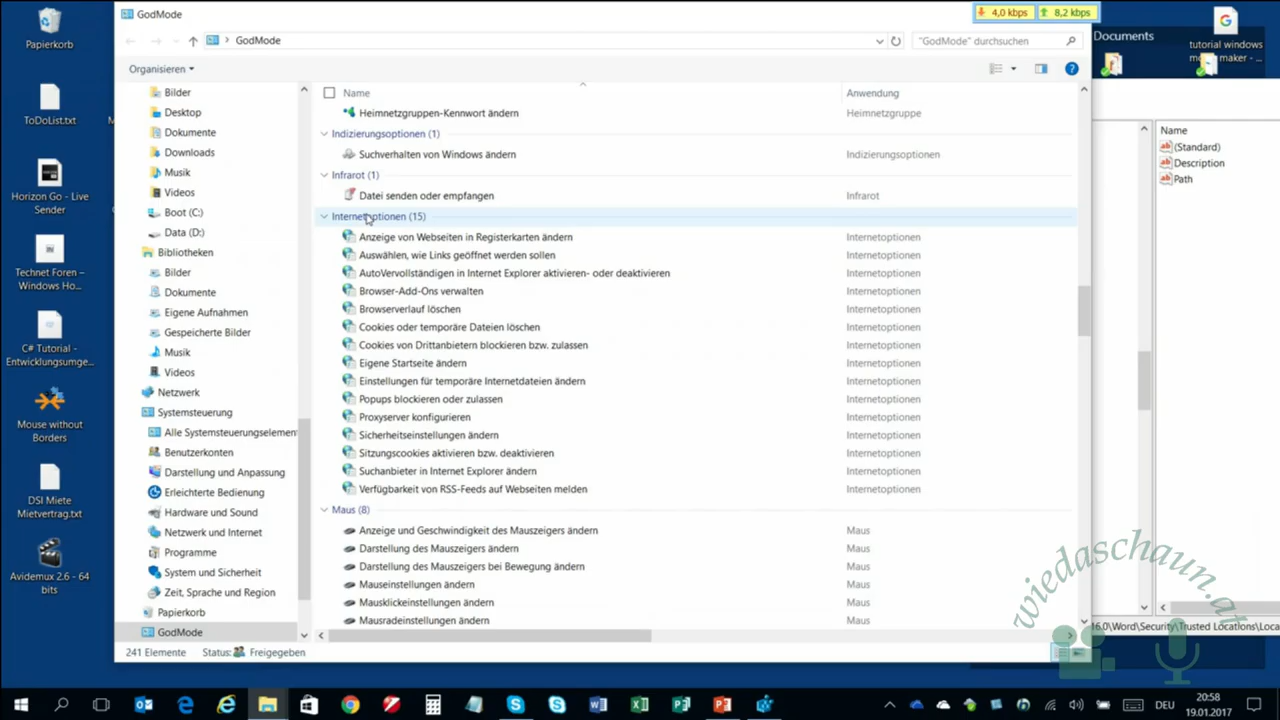 Papierkorb
ToDoList.txt
Horizon Go - Live
Sender
Technet Foren –
Windows Ho...
C# Tutorial -
Entwicklungsumge...
Mouse without
Borders
DSI Miete
Mietvertrag.txt
Avidemux 2.6 - 64
bits
GodMode
4,0 kbps
8,2 kbps
GodMode
"GodMode" durchsuchen
Organisieren
Bilder
Desktop
Dokumente
Downloads
Musik
Videos
Boot (C:)
Data (D:)
Bibliotheken
Bilder
Dokumente
Eigene Aufnahmen
Gespeicherte Bilder
Musik
Videos
Netzwerk
Systemsteuerung
Alle Systemsteuerungselement
Benutzerkonten
Darstellung und Anpassung
Erleichterte Bedienung
Hardware und Sound
Netzwerk und Internet
Programme
System und Sicherheit
Zeit, Sprache und Region
Papierkorb
GodMode
Name Anwendung
Heimnetzgruppen-Kennwort ändern Heimnetzgruppe
Indizierungsoptionen (1)
Suchverhalten von Windows ändern Indizierungsoptionen
Infrarot (1)
Datei senden oder empfangen Infrarot
Internetoptionen (15)
Anzeige von Webseiten in Registerkarten ändern Internetoptionen
Auswählen, wie Links geöffnet werden sollen Internetoptionen
AutoVervollständigen in Internet Explorer aktivieren- oder deaktivieren Internetoptionen
Browser-Add-Ons verwalten Internetoptionen
Browserverlauf löschen Internetoptionen
Cookies oder temporäre Dateien löschen Internetoptionen
Cookies von Drittanbietern blockieren bzw. zulassen Internetoptionen
Eigene Startseite ändern Internetoptionen
Einstellungen für temporäre Internetdateien ändern Internetoptionen
Popups blockieren oder zulassen Internetoptionen
Proxyserver konfigurieren Internetoptionen
Sicherheitseinstellungen ändern Internetoptionen
Sitzungscookies aktivieren bzw. deaktivieren Internetoptionen
Suchanbieter in Internet Explorer ändern Internetoptionen
Verfügbarkeit von RSS-Feeds auf Webseiten melden Internetoptionen
Maus (8)
Anzeige und Geschwindigkeit des Mauszeigers ändern Maus
Darstellung des Mauszeigers ändern Maus
Darstellung des Mauszeigers bei Bewegung ändern Maus
Mauseinstellungen ändern Maus
Mausklickeinstellungen ändern Maus
Mausradeinstellungen ändern Maus
241 Elemente Status: Freigegeben
Documents
tutorial windows
maker - ...
Name
(Standard)
Description
Path
16.0\Word\Security\Trusted Locations\Loca
wiedaschaun.at
DEU
20:58
19.01.2017